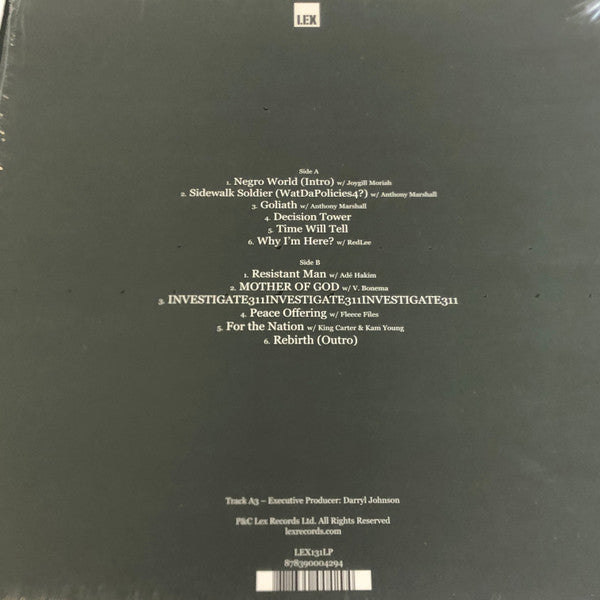 LEX
Side A
1. Negro World (Intro) w/ Joygill Moriah
2. Sidewalk Soldier (WatDaPolicies4?) w/ Anthony Marshall
3. Goliath w/ Anthony Marshall
4. Decision Tower
5. Time Will Tell
6. Why I'm Here? w/ RedLee
Side B
1. Resistant Man w/ Adé Hakim
2. MOTHER OF GOD w/ V. Bonema
3. INVESTIGATE311INVESTIGATE311INVESTIGATE311
4. Peace Offering w/ Fleece Files
5. For the Nation w/ King Carter & Kam Young
6. Rebirth (Outro)
Track A3 – Executive Producer: Darryl Johnson
P&C Lex Records Ltd. All Rights Reserved
lexrecords.com
LEX131LP
878390004294